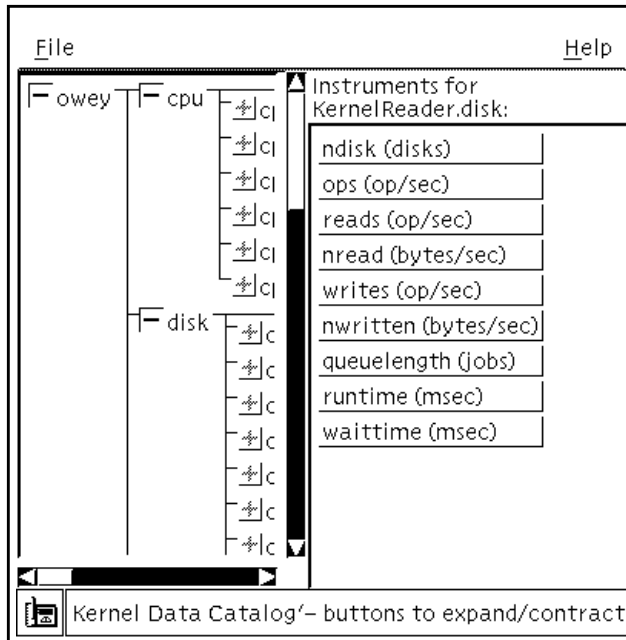 File
Help
owey
cpu
disk
Instruments for
KernelReader.disk:
ndisk (disks)
ops (op/sec)
reads (op/sec)
nread (bytes/sec)
writes (op/sec)
nwritten (bytes/sec)
queuelength (jobs)
runtime (msec)
waittime (msec)
Kernel Data Catalog‘– buttons to expand/contract